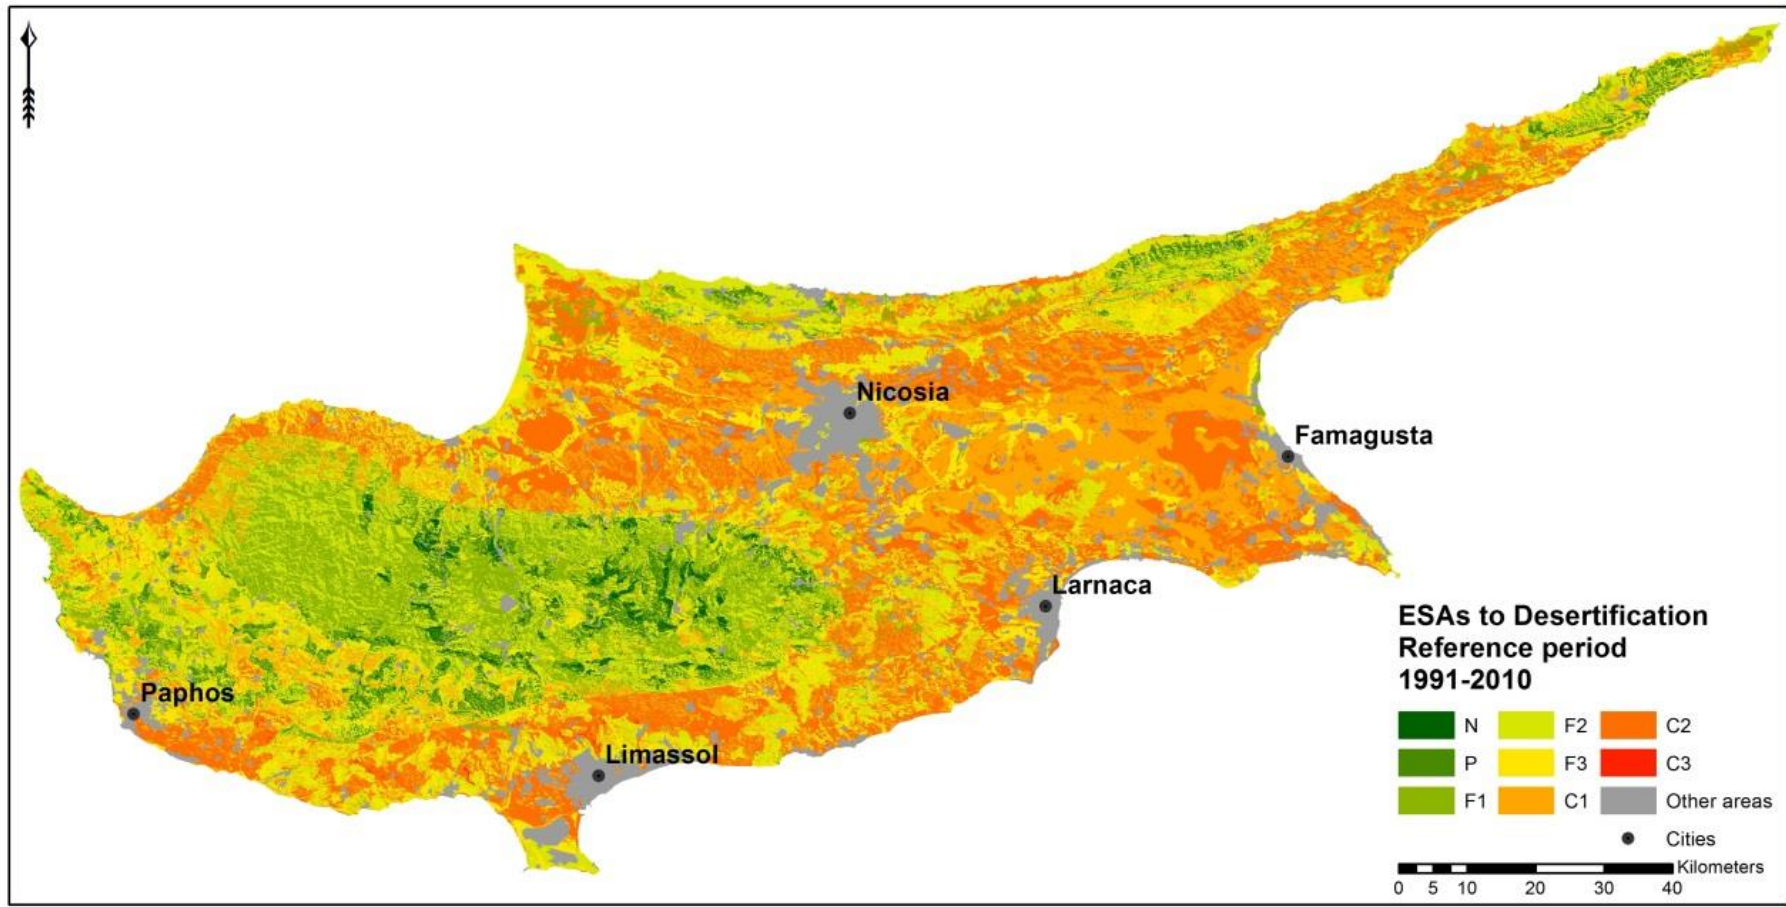 Nicosia
Famagusta
Larnaca
Paphos
Limassol
ESAs to Desertification
Reference period
1991-2010
N F2 C2
P F3 C3
F1 C1 Other areas
Cities
Kilometers
0 5 10 20 30 40